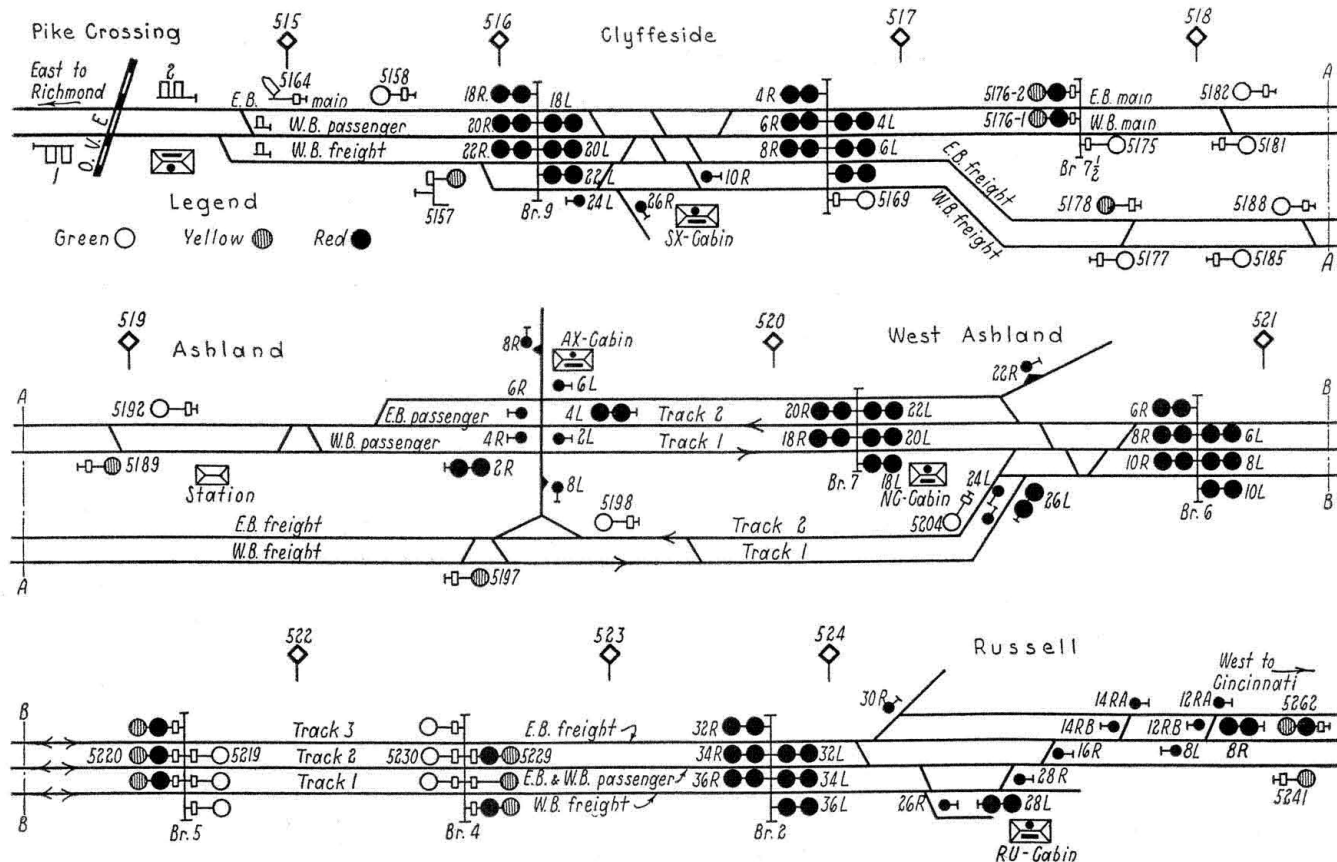 Pike Crossing
515
516
Clyffeside
517
518
East to
Richmond
2
5164
5158
18R.
18L
4R
5176-2
E.B. main
5182
A
E.B. main
W.B. passenger
20R
6R
4L
5176-1
W.B. main
O. V. E.
W.B. freight
22R.
20L
8R
6L
5175
5181
1
22L
10R
Br 7½
E.B. freight
5178
5188
Legend
5157
Br. 9
24L
26R
5169
W.B. freight
Green
Yellow
Red
SX-Cabin
5177
5185
A
519
Ashland
520
West Ashland
521
8R
AX-Cabin
22R
A
6R
6L
B
5192
E.B. passenger
4L
Track 2
20R
22L
6R
W.B. passenger
4R
2L
Track 1
18R
20L
8R
6L
5189
Station
2R
18L
NG-Cabin
24L
10R
8L
8L
Br. 7
26L
10L
B
E.B. freight
5198
Track 2
5204
Br. 6
W.B. freight
Track 1
A
5197
522
523
524
Russell
West to
Cincinnati
B
30R
14RA
12RA
5262
Track 3
E.B. freight
32R
14RB
12RB
5220
5219
Track 2
5230
5229
34R
32L
16R
8L
8R
Track 1
E.B. & W.B. passenger
36R
34L
28R
5241
B
W.B. freight
36L
26R
28L
Br. 5
Br. 4
Br. 2
RU-Cabin